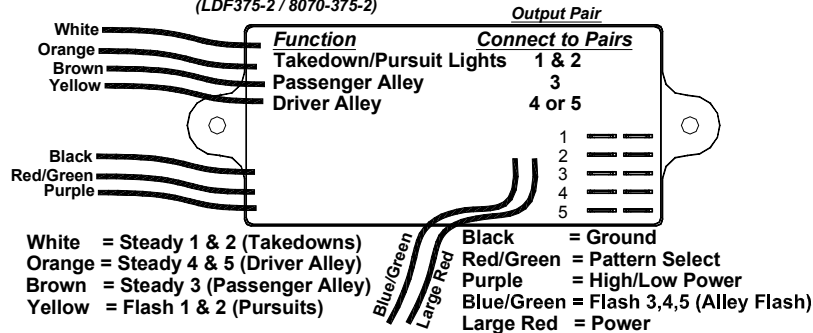 (LDF375-2 / 8070-375-2)
Output Pair
Function Connect to Pairs
Takedown/Pursuit Lights 1 & 2
Passenger Alley 3
Driver Alley 4 or 5
White
Orange
Brown
Yellow
1
2
3
4
5
Black
Red/Green
Purple
Blue/Green
Large Red
White = Steady 1 & 2 (Takedowns)
Orange = Steady 4 & 5 (Driver Alley)
Brown = Steady 3 (Passenger Alley)
Yellow = Flash 1 & 2 (Pursuits)
Black = Ground
Red/Green = Pattern Select
Purple = High/Low Power
Blue/Green = Flash 3,4,5 (Alley Flash)
Large Red = Power